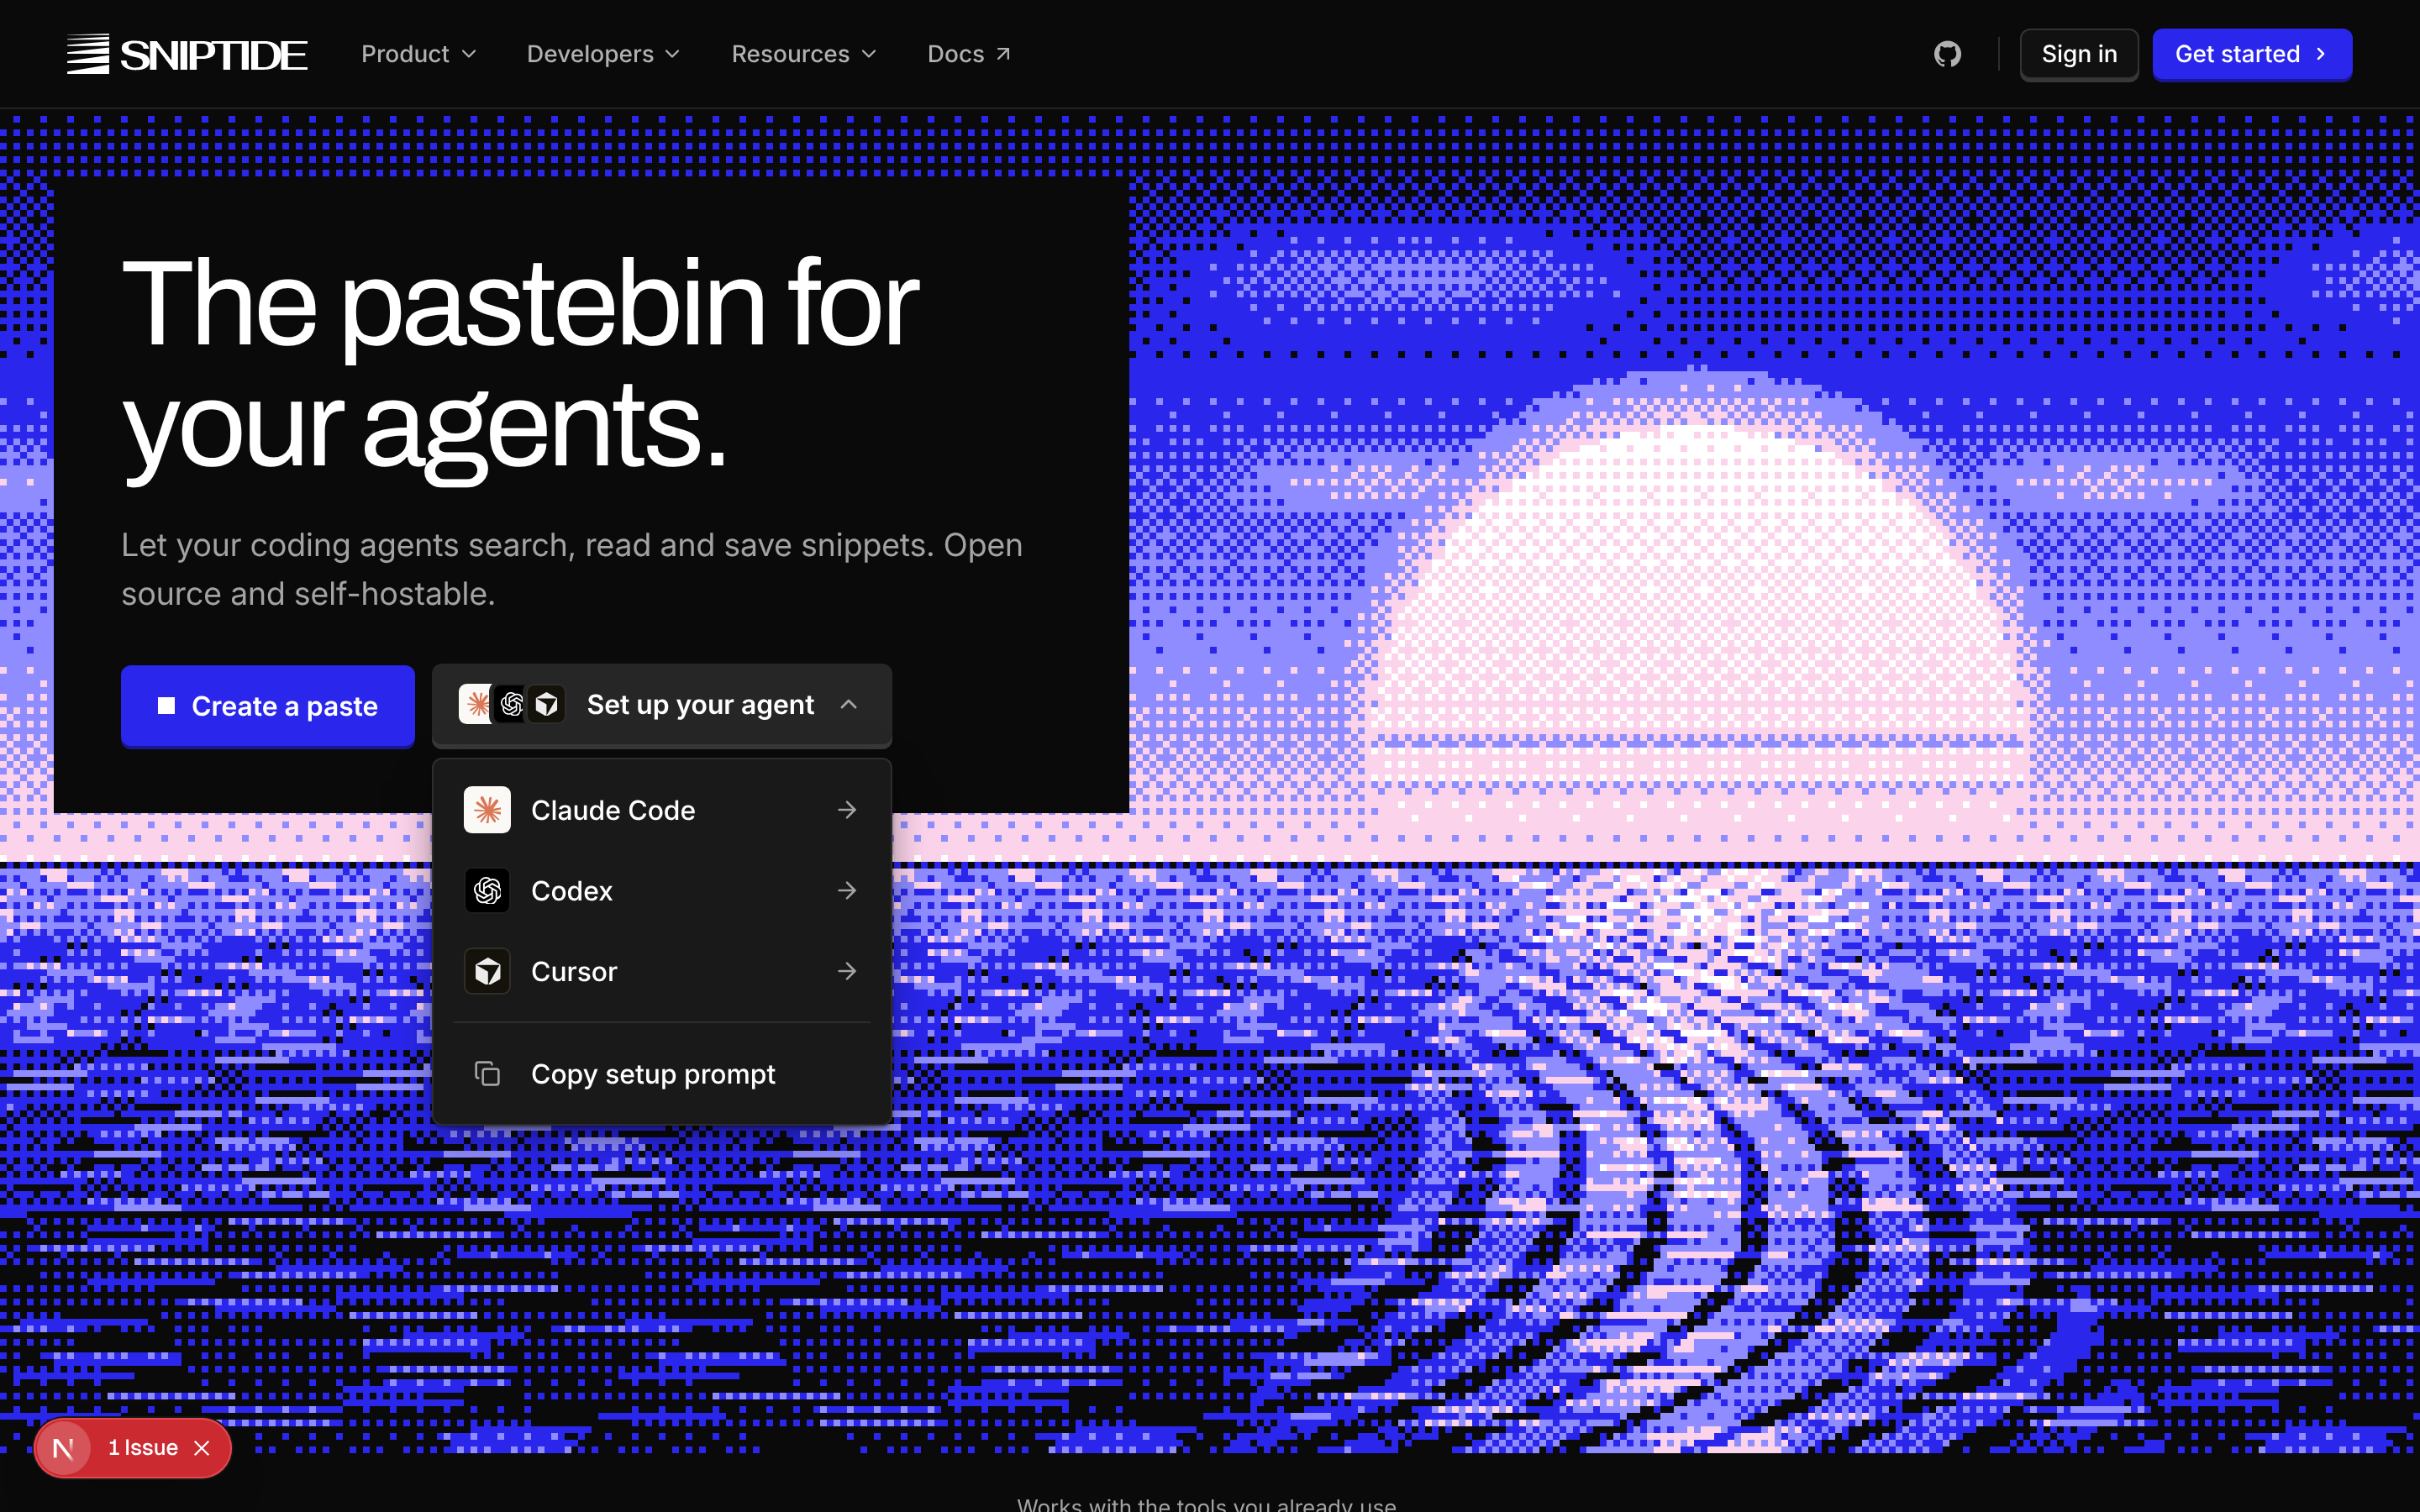 SNIPTIDE
Product
Developers
Resources
Docs
Sign in
Get started
The pastebin for
your agents.
Let your coding agents search, read and save snippets. Open
source and self-hostable.
Create a paste
Set up your agent
Claude Code
Codex
Cursor
Copy setup prompt
N
1 Issue
Works with the tools you already use